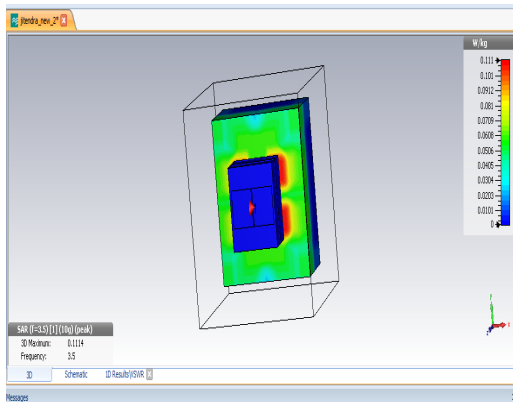 jitendra_new_2*
W/kg
0.111
0.101
0.0912
0.081
0.0709
0.0608
0.0506
0.0405
0.0304
0.0203
0.0101
0
SAR (f=3.5) [1] (10g) (peak)
3D Maximum: 0.1114
Frequency: 3.5
3D Schematic 1D Results\VSWR
Messages